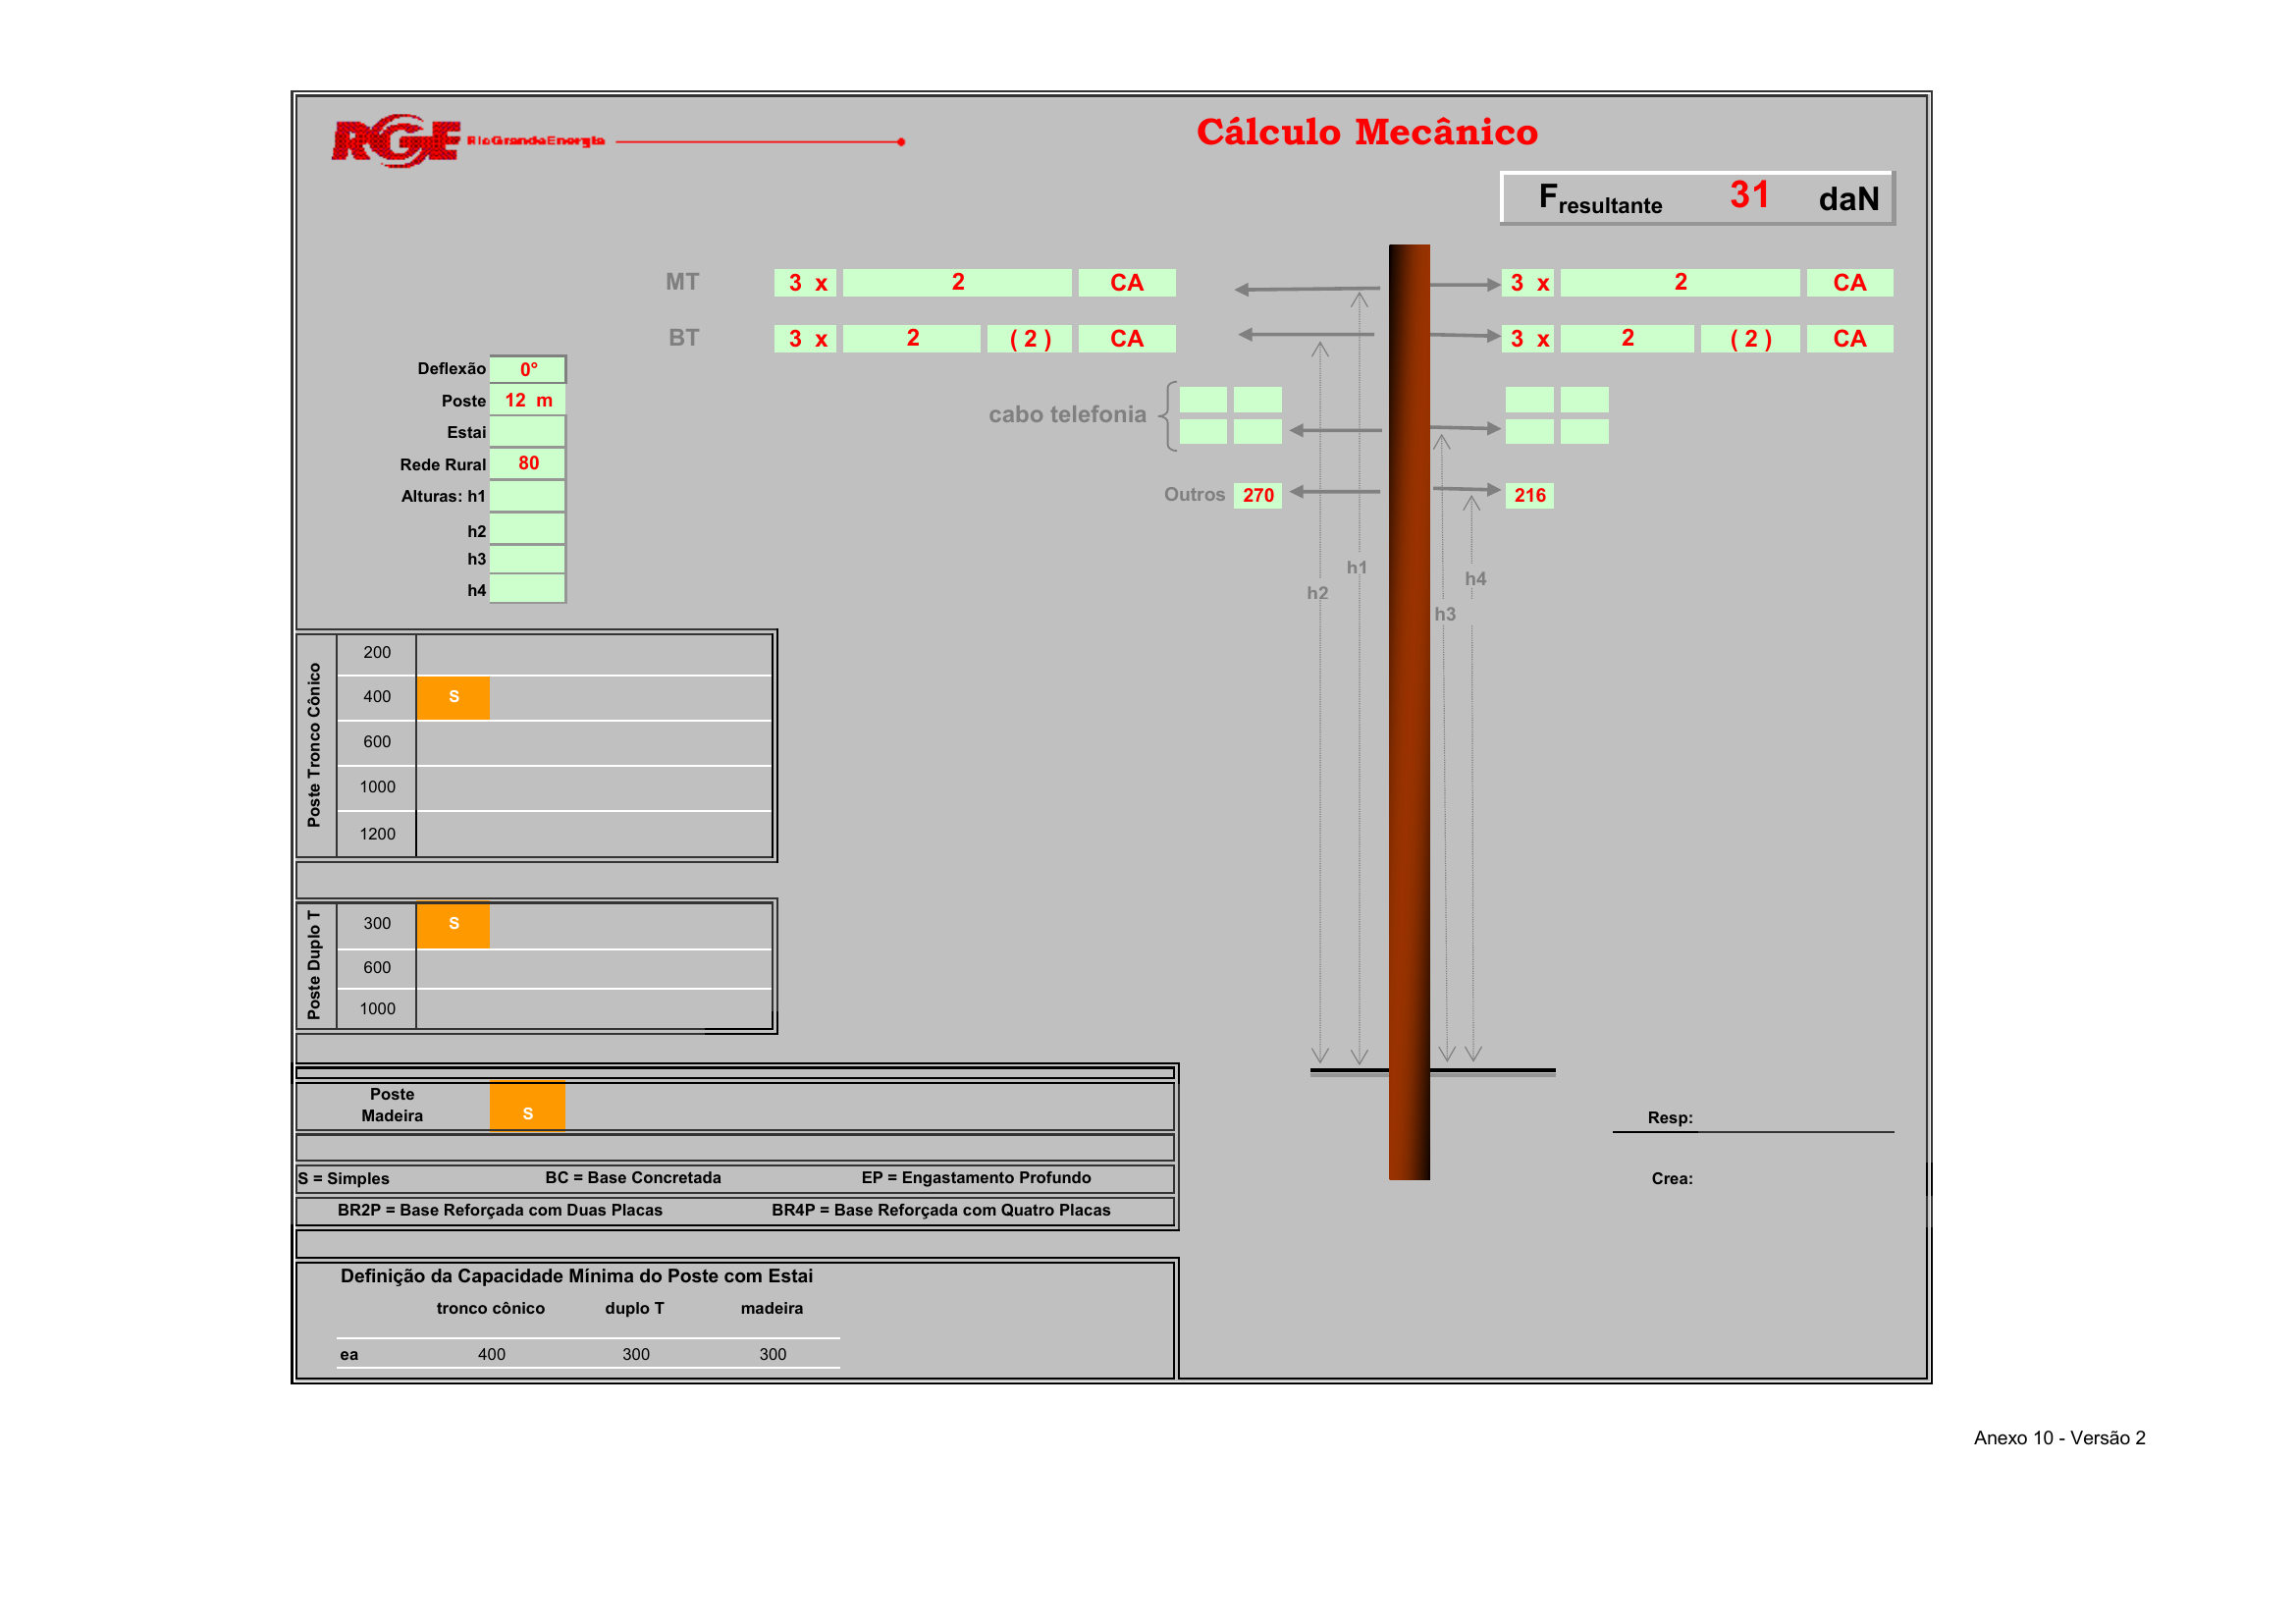 RGE RioGrandeEnergia
Cálculo Mecânico
Fresultante 31 daN
MT 3 x 2 CA 3 x 2 CA
BT 3 x 2 ( 2 ) CA 3 x 2 ( 2 ) CA
Deflexão 0°
Poste 12 m
cabo telefonia
Estai
Rede Rural 80
Alturas: h1
Outros 270 216
h2
h3
h4
h1
h2
h4
h3
Poste Tronco Cônico
200
400 S
600
1000
1200
Poste Duplo T
300 S
600
1000
Poste
Madeira S
Resp:
S = Simples BC = Base Concretada EP = Engastamento Profundo
Crea:
BR2P = Base Reforçada com Duas Placas BR4P = Base Reforçada com Quatro Placas
Definição da Capacidade Mínima do Poste com Estai
tronco cônico duplo T madeira
ea 400 300 300
Anexo 10 - Versão 2